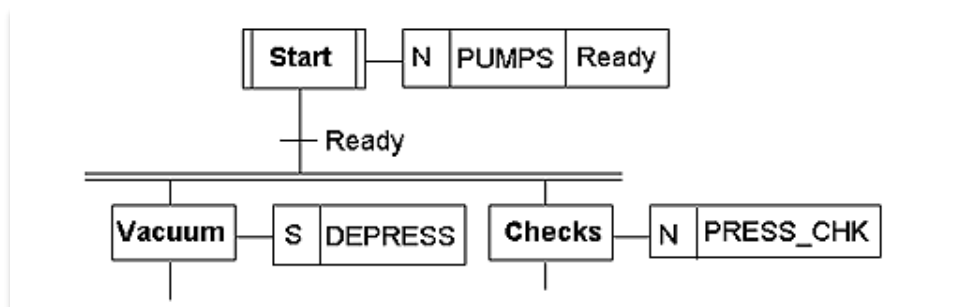 Start N PUMPS Ready
Ready
Vacuum S DEPRESS Checks N PRESS_CHK